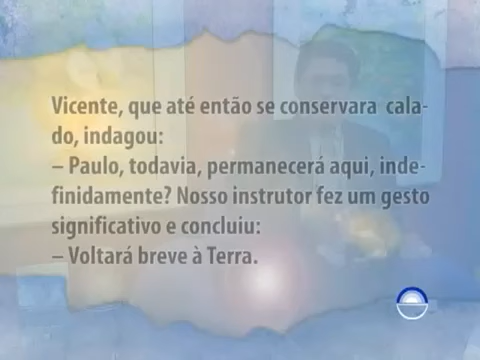 Vicente, que até então se conservara cala-
do, indagou:
– Paulo, todavia, permanecerá aqui, inde-
finidamente? Nosso instrutor fez um gesto
significativo e concluiu:
– Voltará breve à Terra.